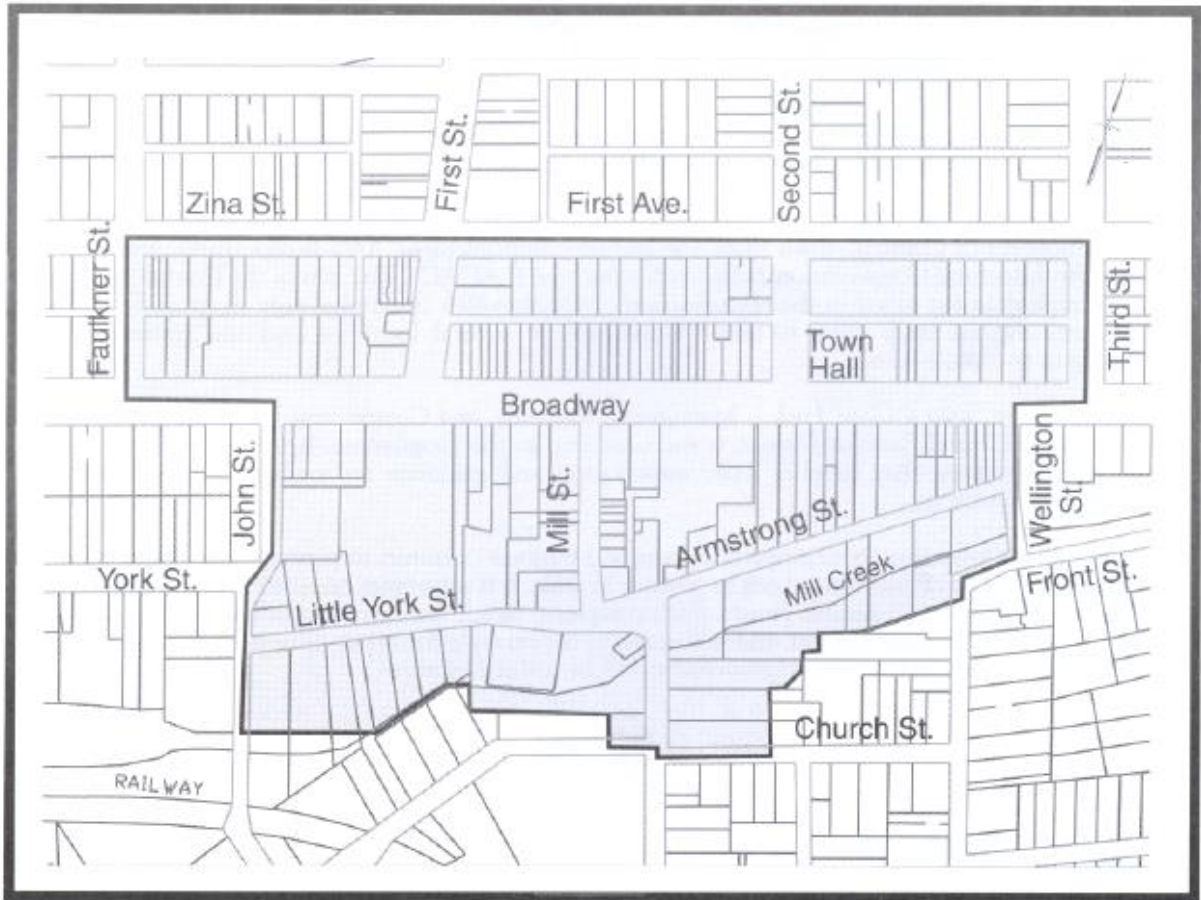 First St.
Second St.
Zina St.
First Ave.
Faulkner St.
Third St.
Town
Hall
Broadway
John St.
Mill St.
Wellington
St.
Armstrong St.
Mill Creek
York St.
Little York St.
Front St.
Church St.
RAILWAY